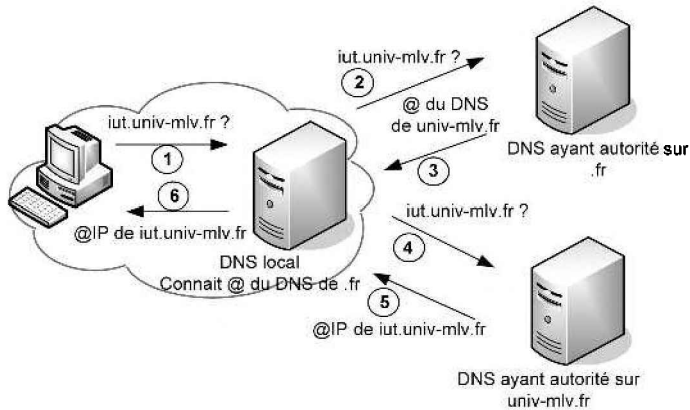 iut.univ-mlv.fr ?
1
6
@IP de iut.univ-mlv.fr
DNS local
Connait @ du DNS de .fr
iut.univ-mlv.fr ?
2
@ du DNS
de univ-mlv.fr
3
DNS ayant autorité sur
.fr
iut.univ-mlv.fr ?
4
5
@IP de iut.univ-mlv.fr
DNS ayant autorité sur
univ-mlv.fr